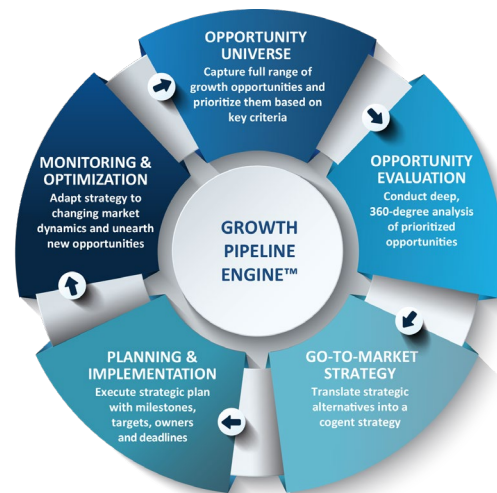 OPPORTUNITY
UNIVERSE
Capture full range of
growth opportunities and
prioritize them based on
key criteria
OPPORTUNITY
EVALUATION
Conduct deep,
360-degree analysis
of prioritized
opportunities
GO-TO-MARKET
STRATEGY
Translate strategic
alternatives into a
cogent strategy
PLANNING &
IMPLEMENTATION
Execute strategic plan
with milestones,
targets, owners
and deadlines
MONITORING &
OPTIMIZATION
Adapt strategy to
changing market
dynamics and unearth
new opportunities
GROWTH
PIPELINE
ENGINE™